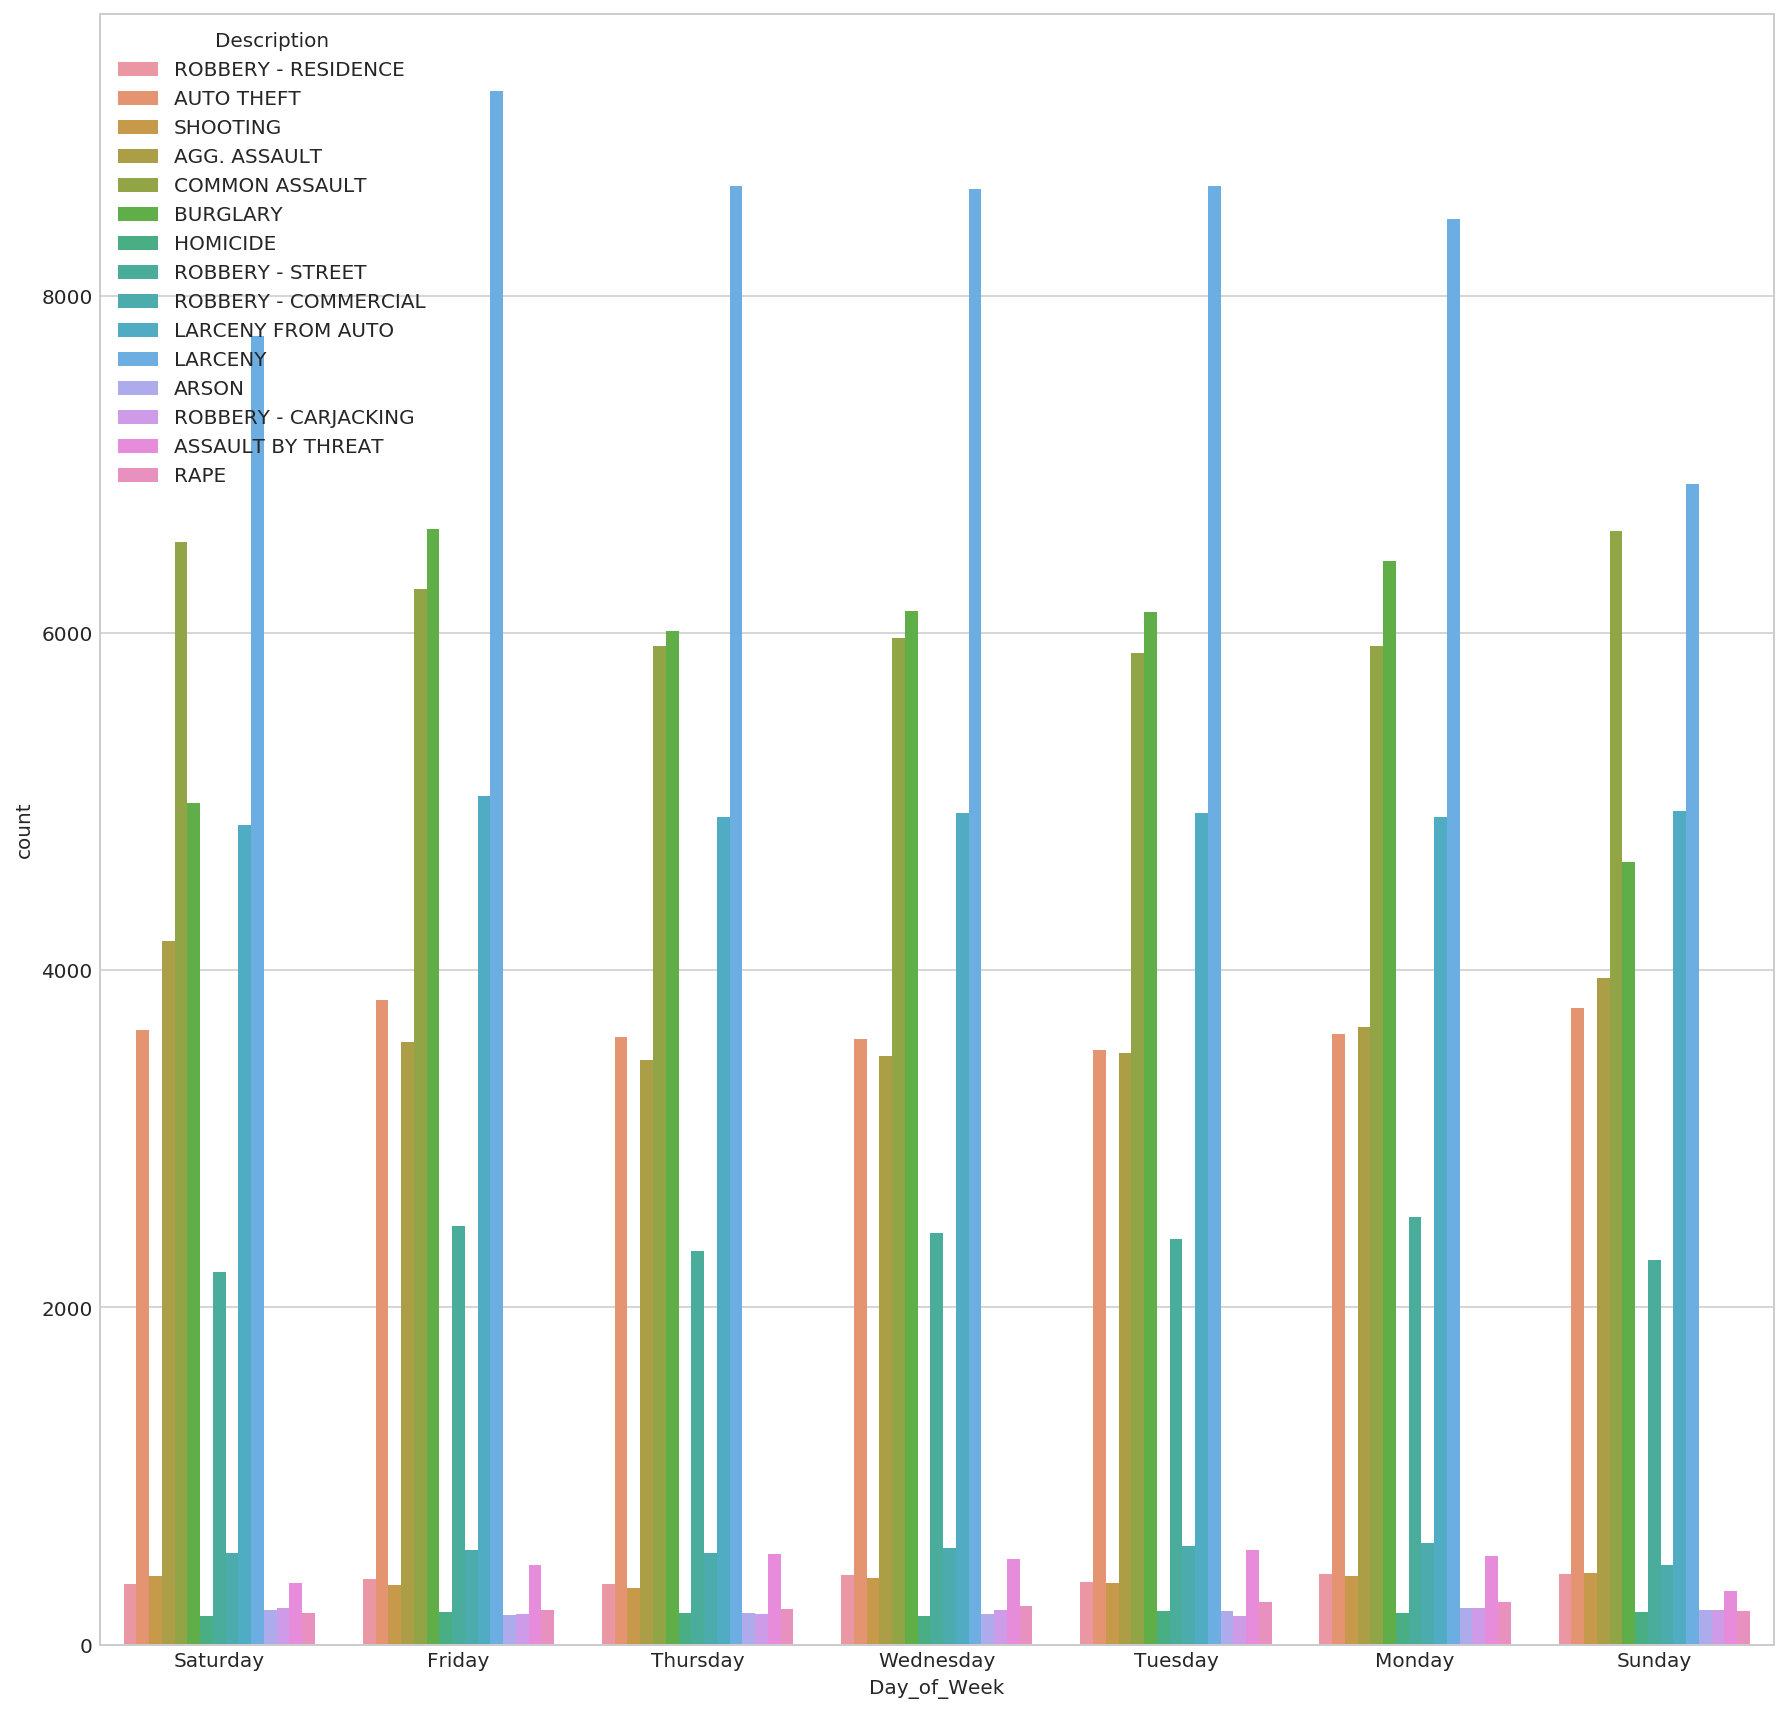 Description
ROBBERY - RESIDENCE
AUTO THEFT
SHOOTING
AGG. ASSAULT
COMMON ASSAULT
BURGLARY
HOMICIDE
ROBBERY - STREET
ROBBERY - COMMERCIAL
LARCENY FROM AUTO
LARCENY
ARSON
ROBBERY - CARJACKING
ASSAULT BY THREAT
RAPE
8000
6000
4000
2000
0
count
Saturday Friday Thursday Wednesday Tuesday Monday Sunday
Day_of_Week